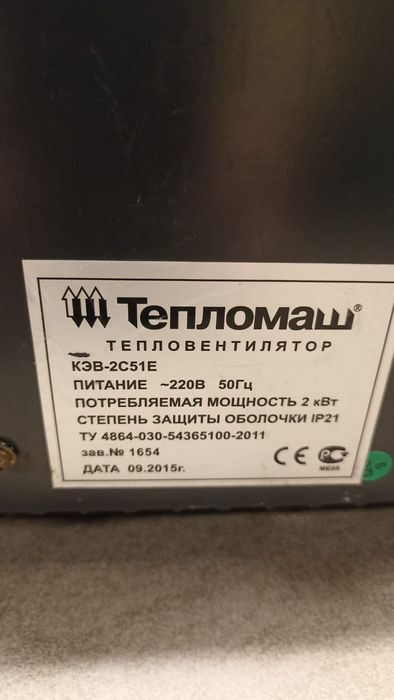 Тепломаш®
ТЕПЛОВЕНТИЛЯТОР
КЭВ-2С51Е
ПИТАНИЕ ~220В 50Гц
ПОТРЕБЛЯЕМАЯ МОЩНОСТЬ 2 кВт
СТЕПЕНЬ ЗАЩИТЫ ОБОЛОЧКИ IP21
ТУ 4864-030-54365100-2011
зав.№ 1654
ДАТА 09.2015г.
CE